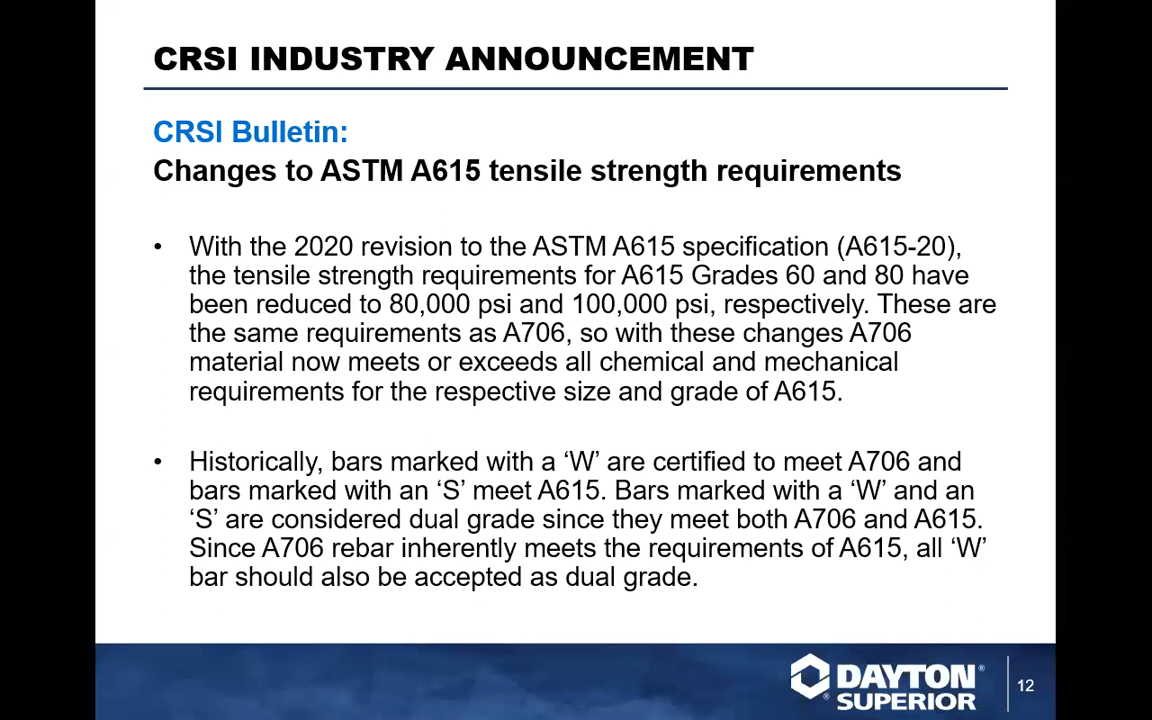 CRSI INDUSTRY ANNOUNCEMENT
CRSI Bulletin:
Changes to ASTM A615 tensile strength requirements
• With the 2020 revision to the ASTM A615 specification (A615-20),
the tensile strength requirements for A615 Grades 60 and 80 have
been reduced to 80,000 psi and 100,000 psi, respectively. These are
the same requirements as A706, so with these changes A706
material now meets or exceeds all chemical and mechanical
requirements for the respective size and grade of A615.
• Historically, bars marked with a ‘W’ are certified to meet A706 and
bars marked with an ‘S’ meet A615. Bars marked with a ‘W’ and an
‘S’ are considered dual grade since they meet both A706 and A615.
Since A706 rebar inherently meets the requirements of A615, all ‘W’
bar should also be accepted as dual grade.
DAYTON®
SUPERIOR
®
12